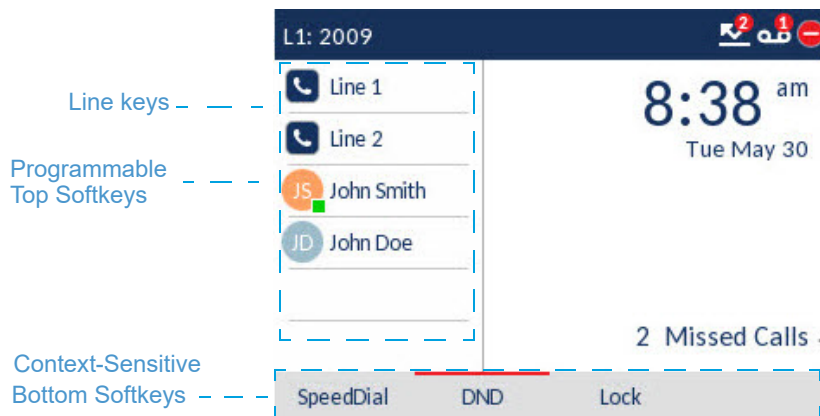 L1: 2009
2
1
Line keys
Line 1
8:38 am
Line 2
Tue May 30
Programmable
Top Softkeys
JS John Smith
JD John Doe
2 Missed Calls
Context-Sensitive
Bottom Softkeys
SpeedDial DND Lock